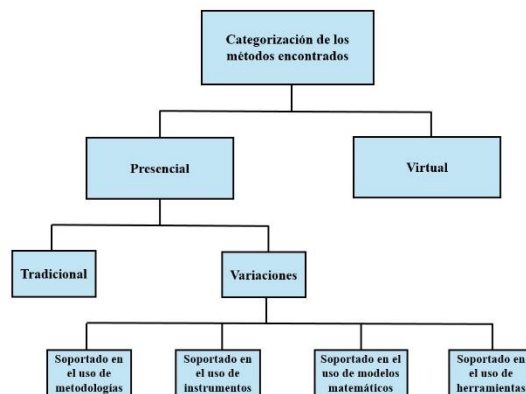 Categorización de los
métodos encontrados
Presencial
Virtual
Tradicional
Variaciones
Soportado en
el uso de
metodologías
Soportado en
el uso de
instrumentos
Soportado en el
uso de modelos
matemáticos
Soportado en
el uso de
herramientas